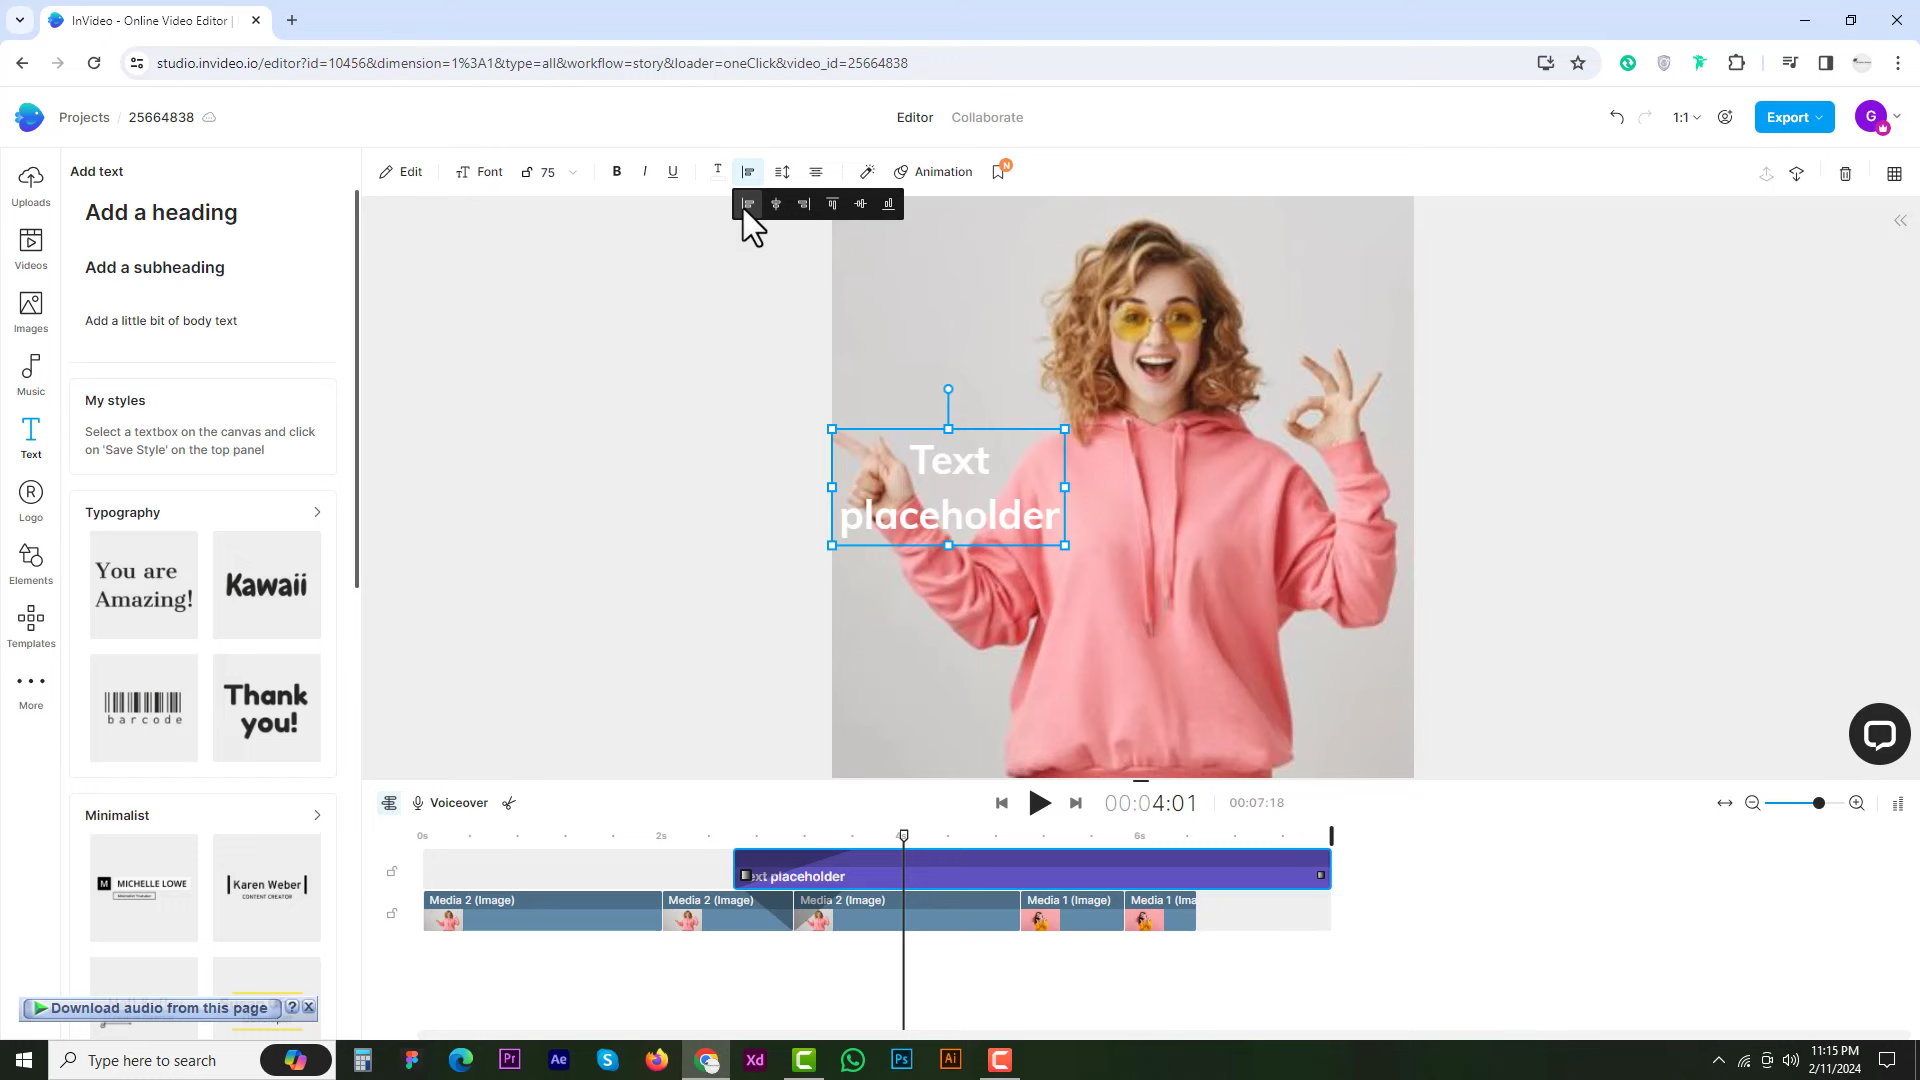 InVideo - Online Video Editor |
studio.invideo.io/editor?id=10456&dimension=1%3A1&type=all&workflow=story&loader=oneClick&video_id=25664838
Projects / 25664838
Editor
Collaborate
1:1
Export
G
Add text
Edit
Font
75
B
I
U
T
Animation
N
Uploads
Videos
Images
Music
Text
Logo
Elements
Templates
More
Add a heading
Add a subheading
Add a little bit of body text
My styles
Select a textbox on the canvas and click
on 'Save Style' on the top panel
Typography
You are
Amazing!
Kawaii
barcode
Thank
you!
Minimalist
M MICHELLE LOWE
Karen Weber
CONTENT CREATOR
Text
placeholder
Voiceover
00:04:01
00:07:18
0s
2s
6s
ext placeholder
Media 2 (Image)
Media 2 (Image)
Media 2 (Image)
Media 1 (Image)
Media 1 (Ima
Download audio from this page
?
X
Type here to search
Pr
Ae
Xd
Ps
Ai
11:15 PM
2/11/2024